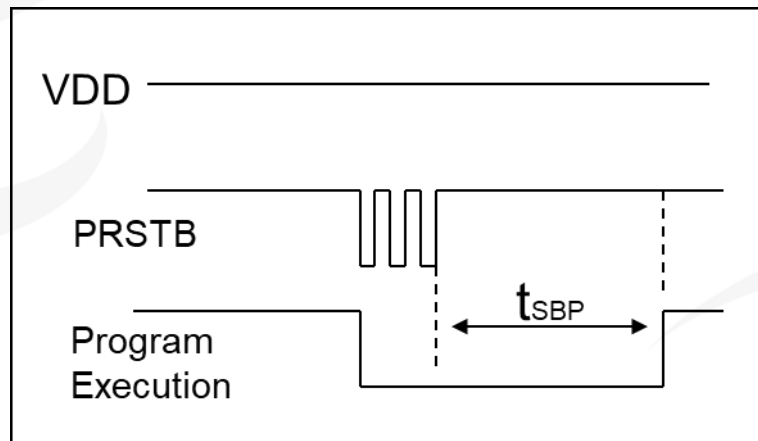 VDD
PRSTB
tSBP
Program
Execution